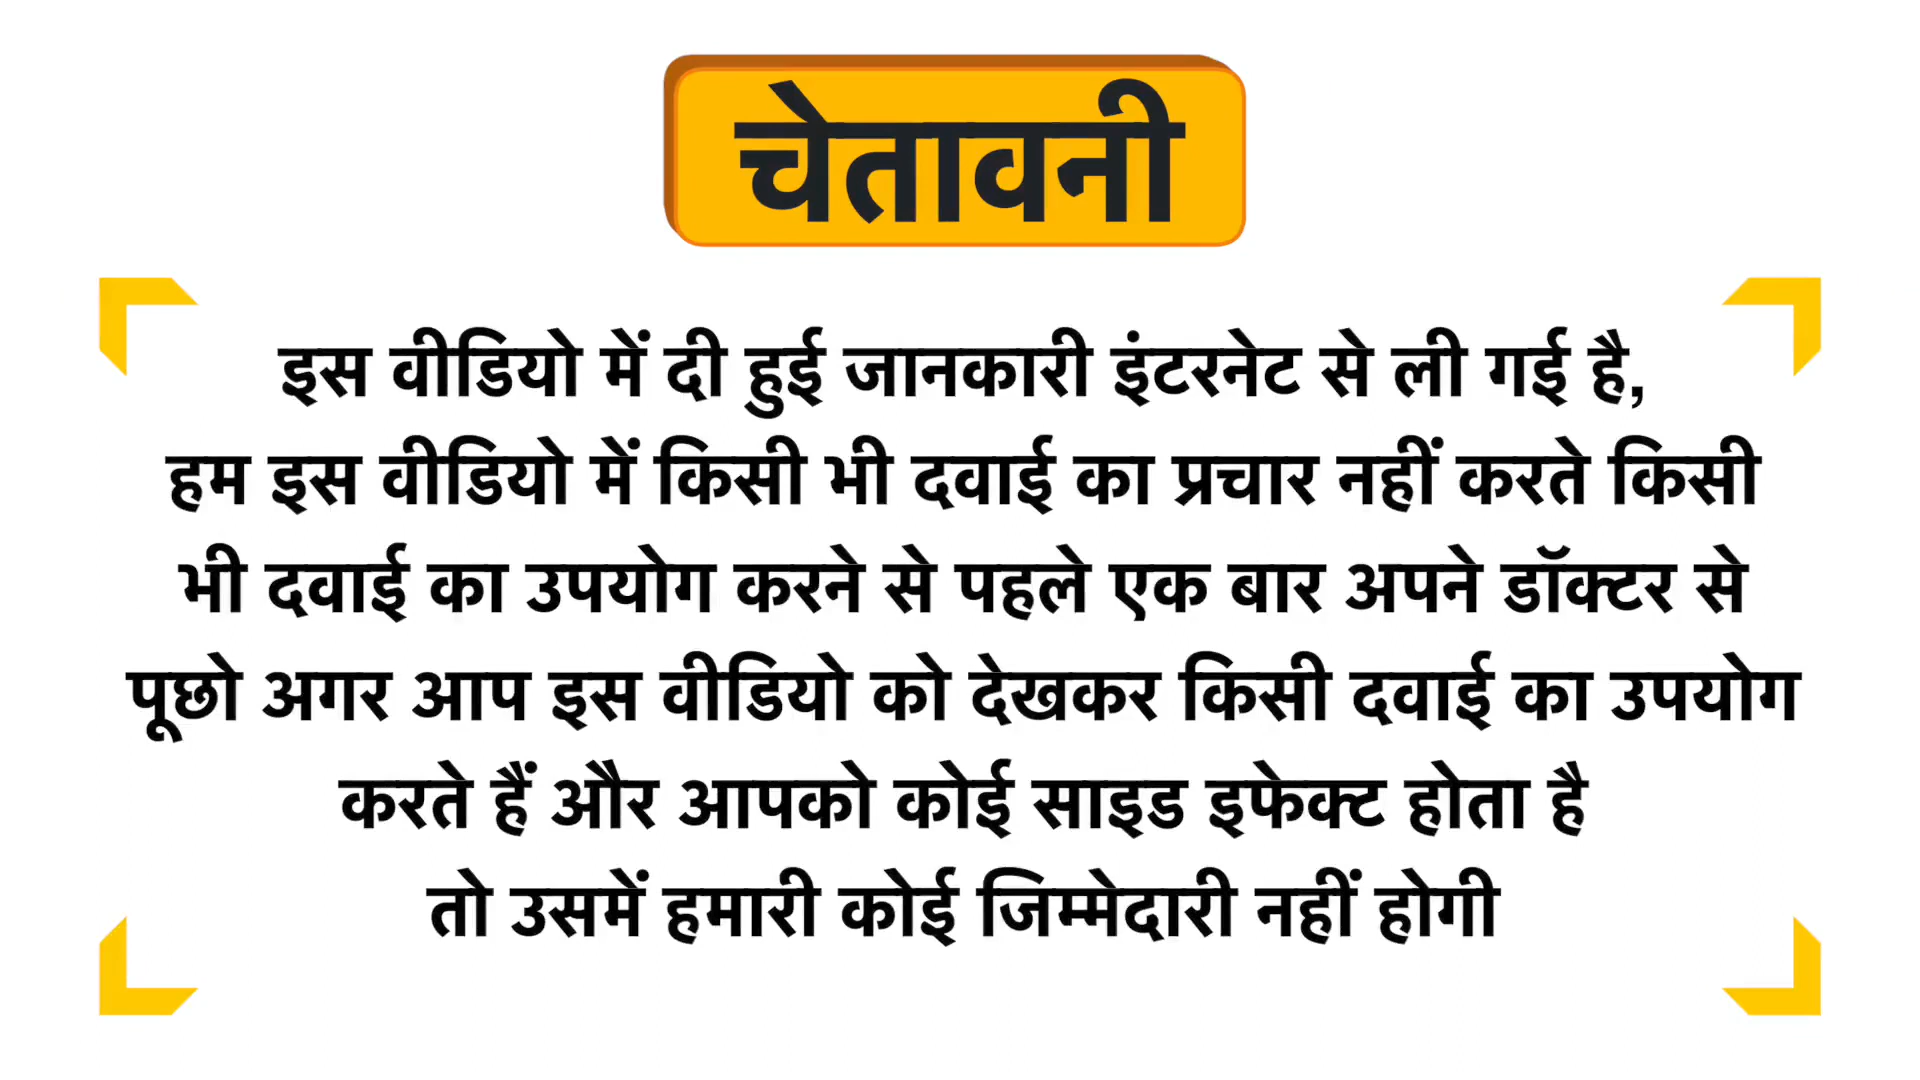 चेतावनी
इस वीडियो में दी हुई जानकारी इंटरनेट से ली गई है,
हम इस वीडियो में किसी भी दवाई का प्रचार नहीं करते किसी
भी दवाई का उपयोग करने से पहले एक बार अपने डॉक्टर से
पूछो अगर आप इस वीडियो को देखकर किसी दवाई का उपयोग
करते हैं और आपको कोई साइड इफेक्ट होता है
तो उसमें हमारी कोई जिम्मेदारी नहीं होगी